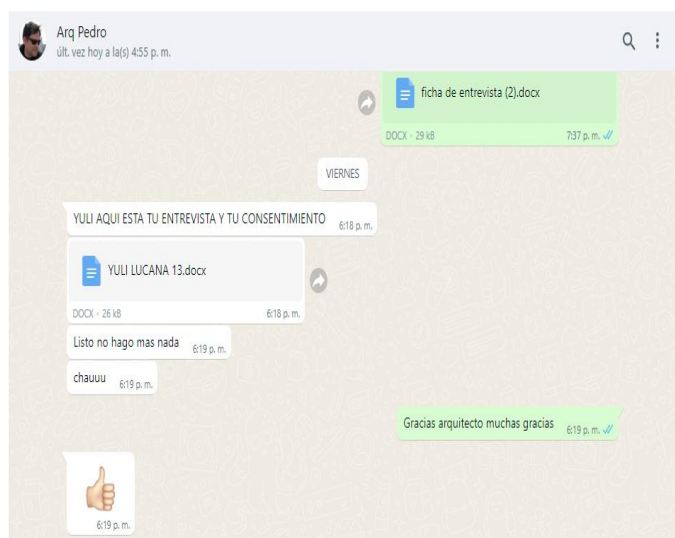 Arq Pedro
últ. vez hoy a la(s) 4:55 p. m.
ficha de entrevista (2).docx
DOCX • 29 kB 7:37 p. m.
VIERNES
YULI AQUI ESTA TU ENTREVISTA Y TU CONSENTIMIENTO 6:18 p. m.
YULI LUCANA 13.docx
DOCX • 26 kB 6:18 p. m.
Listo no hago mas nada 6:19 p. m.
chauuu 6:19 p. m.
Gracias arquitecto muchas gracias 6:19 p. m.
6:19 p. m.